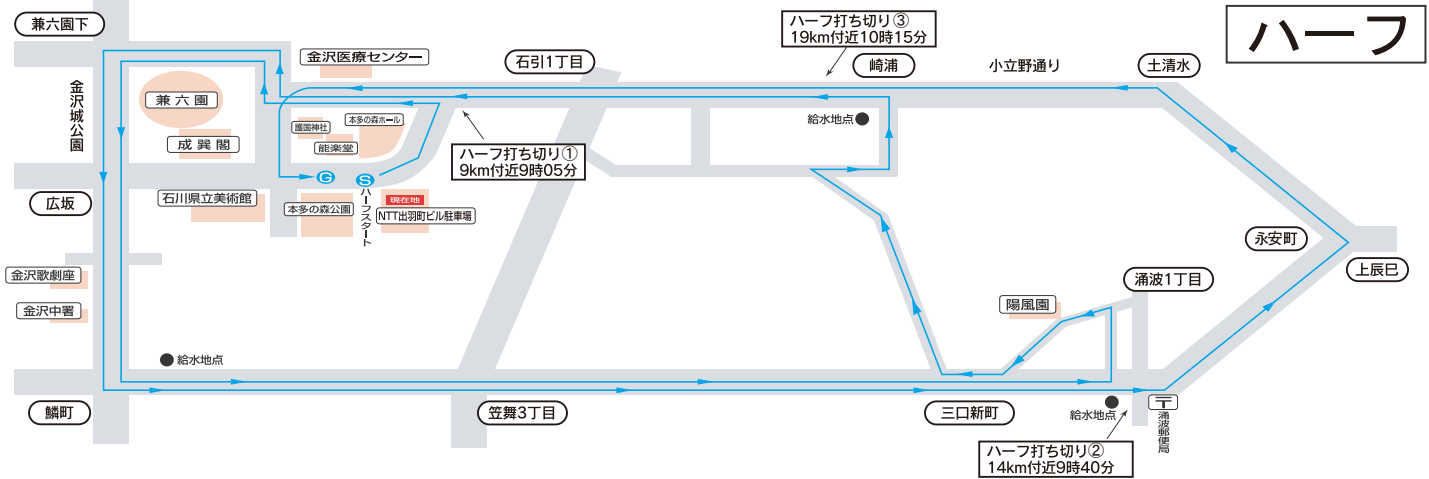 ハーフ
兼六園下
金沢城公園
兼六園
成巽閣
金沢医療センター
石引1丁目
ハーフ打ち切り③
19km付近10時15分
崎浦
小立野通り
土清水
給水地点
護国神社
本多の森ホール
能楽堂
ハーフ打ち切り①
9km付近9時05分
広坂
石川県立美術館
G
S
ハーフスタート
本多の森公園
現在地
NTT出羽町ビル駐車場
永安町
上辰巳
金沢歌劇座
金沢中署
涌波1丁目
陽風園
給水地点
鱗町
笠舞3丁目
三口新町
給水地点
〒
涌波郵便局
ハーフ打ち切り②
14km付近9時40分